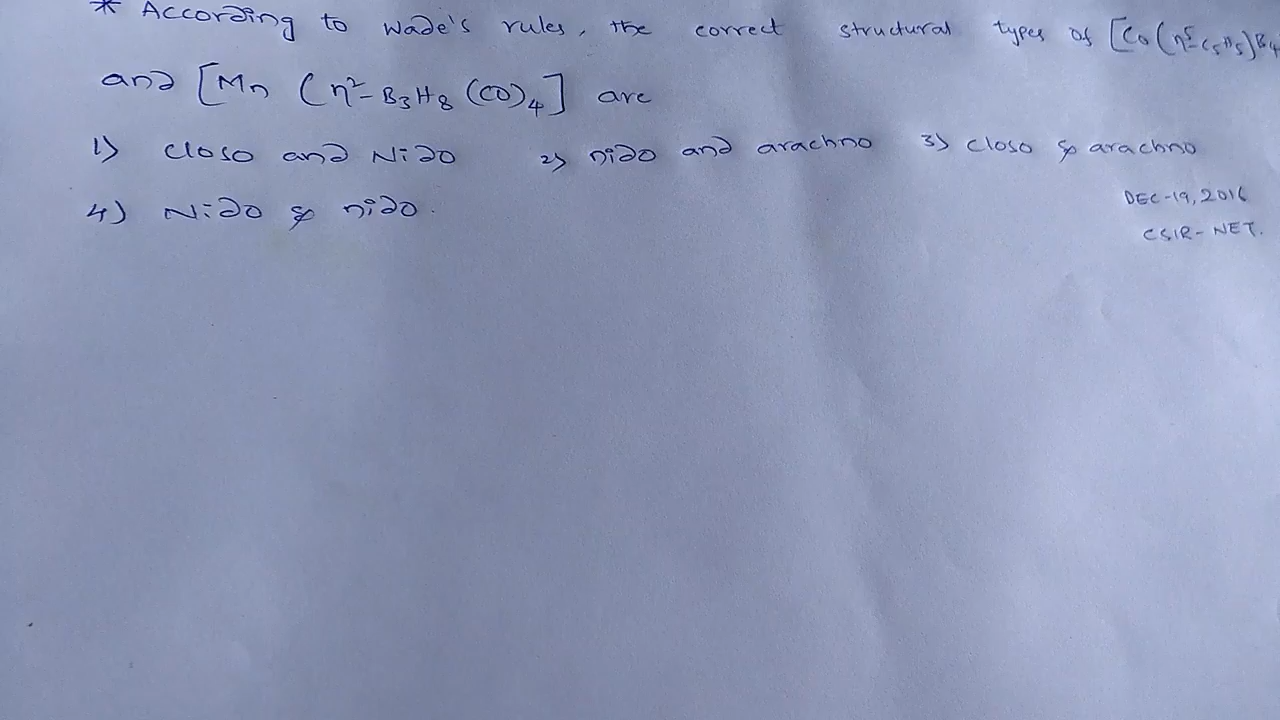 * According to Wade's rules, the correct structural types of [Co(η⁵-C₅H₅)B₄
and [Mn (η²-B₃H₈ (CO)₄] are
1) closo and Nido 2) nido and arachno 3) closo & arachno
4) Nido & nido.
DEC-19, 2016
CSIR-NET.